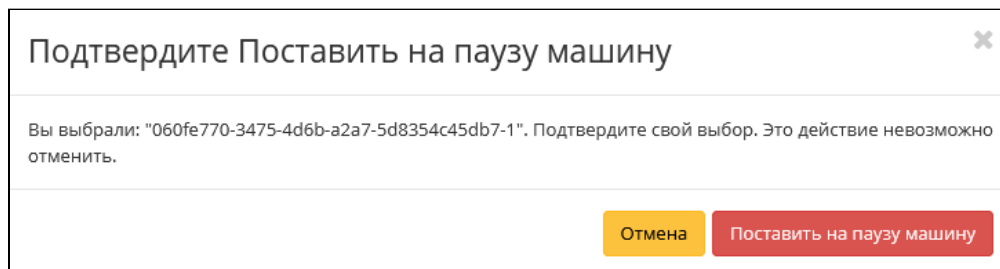 Подтвердите Поставить на паузу машину
Вы выбрали: "060fe770-3475-4d6b-a2a7-5d8354c45db7-1". Подтвердите свой выбор. Это действие невозможно
отменить.
Отмена
Поставить на паузу машину